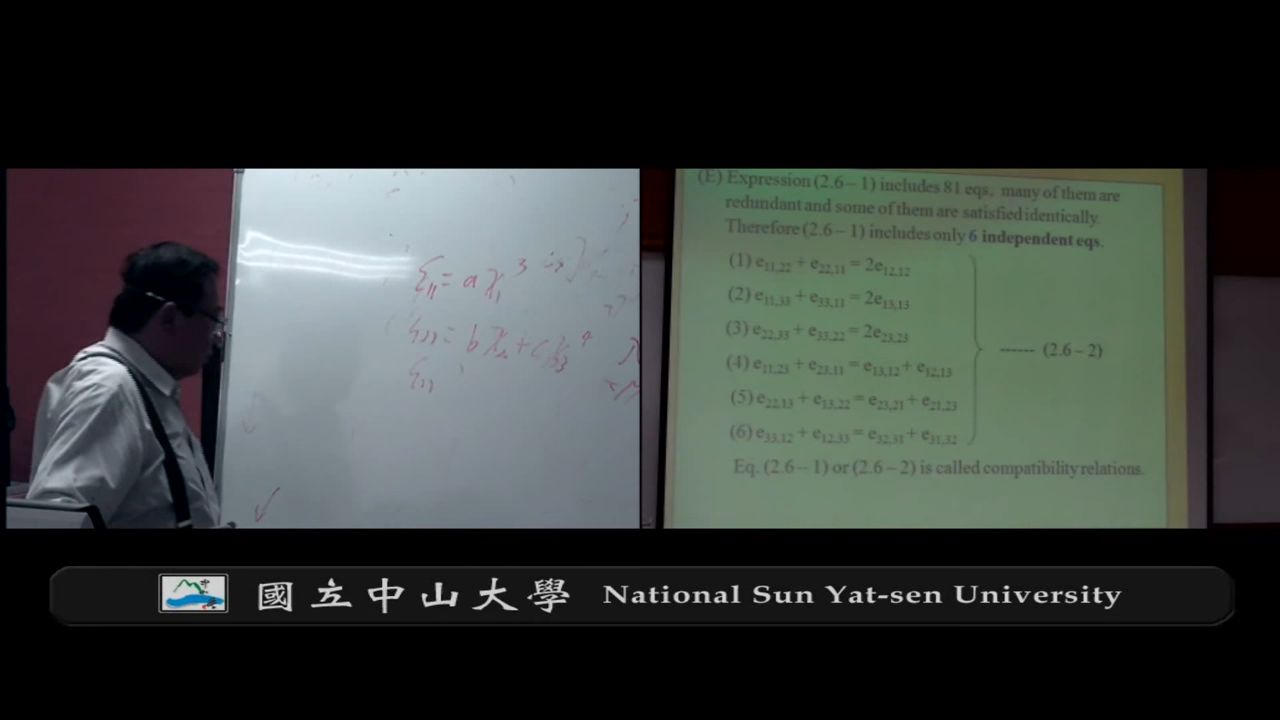 (E) Expression (2.6 – 1) includes 81 eqs, many of them are
redundant and some of them are satisfied identically.
Therefore (2.6 – 1) includes only 6 independent eqs.
(1) e₁₁,₂₂ + e₂₂,₁₁ = 2e₁₂,₁₂
(2) e₁₁,₃₃ + e₃₃,₁₁ = 2e₁₃,₁₃
(3) e₂₂,₃₃ + e₃₃,₂₂ = 2e₂₃,₂₃
(4) e₁₁,₂₃ + e₂₃,₁₁ = e₁₃,₁₂ + e₁₂,₁₃
(5) e₂₂,₁₃ + e₁₃,₂₂ = e₂₃,₂₁ + e₂₁,₂₃
(6) e₃₃,₁₂ + e₁₂,₃₃ = e₃₂,₃₁ + e₃₁,₃₂
------ (2.6 – 2)
Eq. (2.6 – 1) or (2.6 – 2) is called compatibility relations.
國立中山大學 National Sun Yat-sen University